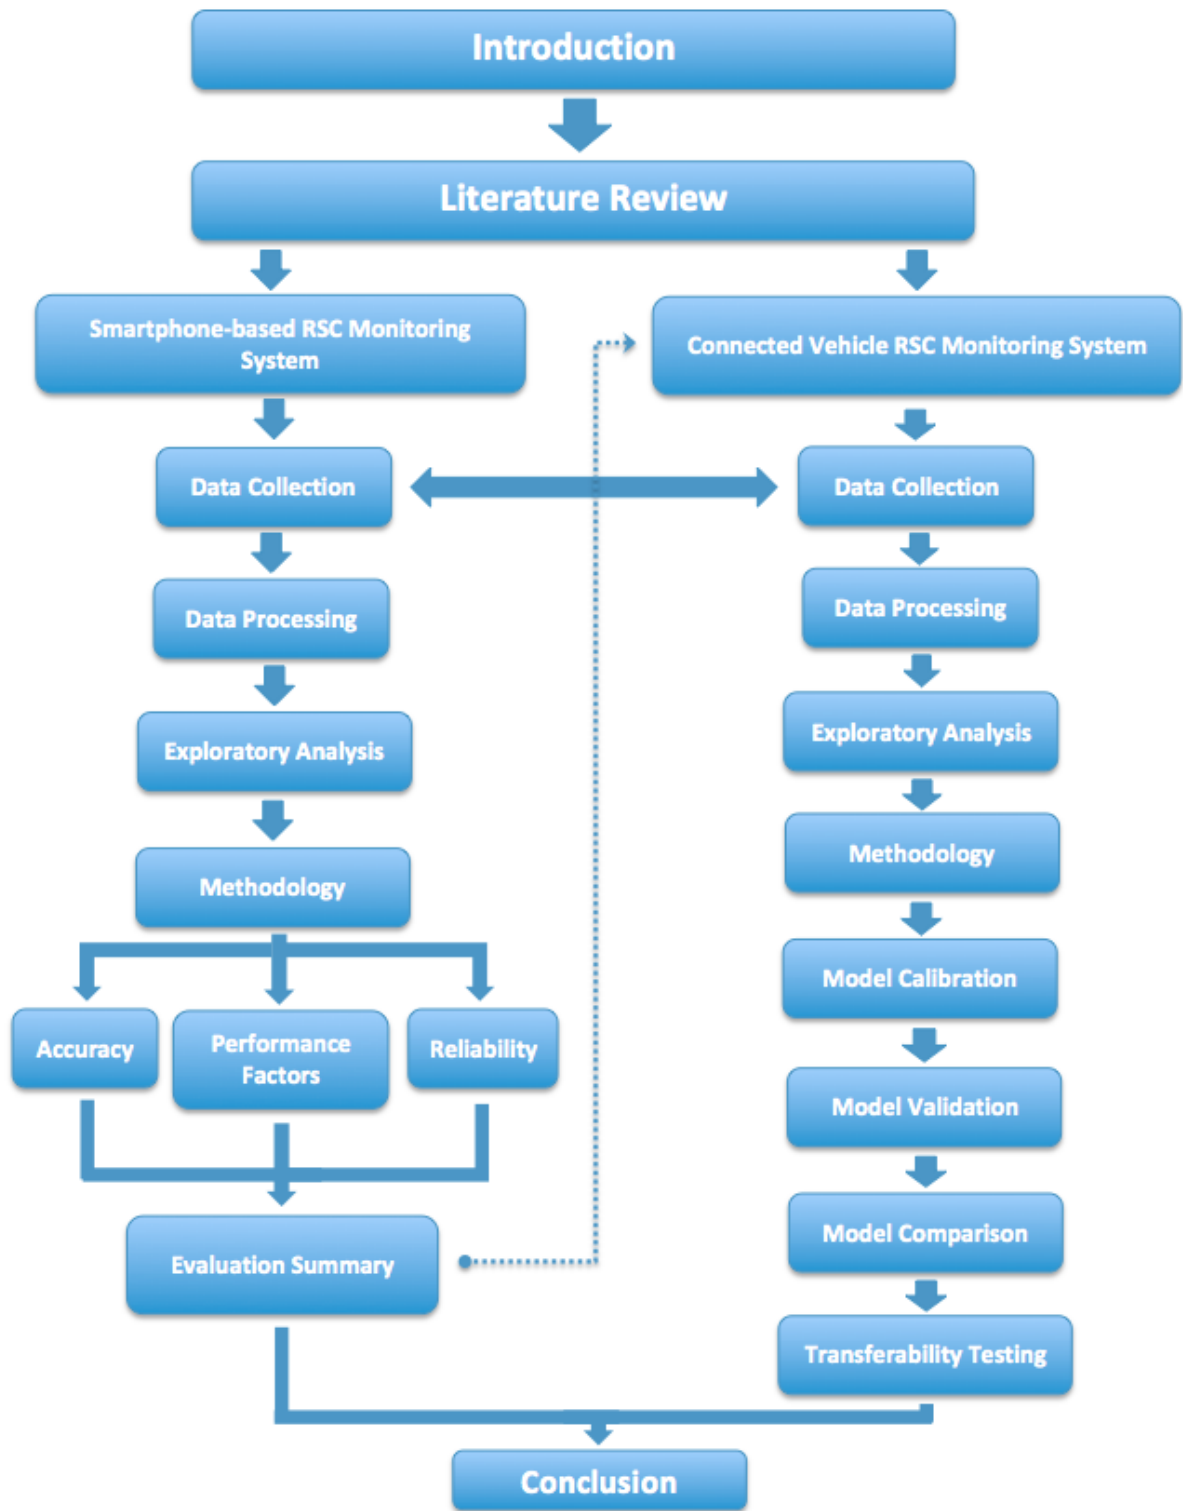 Introduction
Literature Review
Smartphone-based RSC Monitoring
System
Connected Vehicle RSC Monitoring System
Data Collection
Data Collection
Data Processing
Data Processing
Exploratory Analysis
Exploratory Analysis
Methodology
Methodology
Model Calibration
Accuracy
Performance
Factors
Reliability
Model Validation
Model Comparison
Evaluation Summary
Transferability Testing
Conclusion